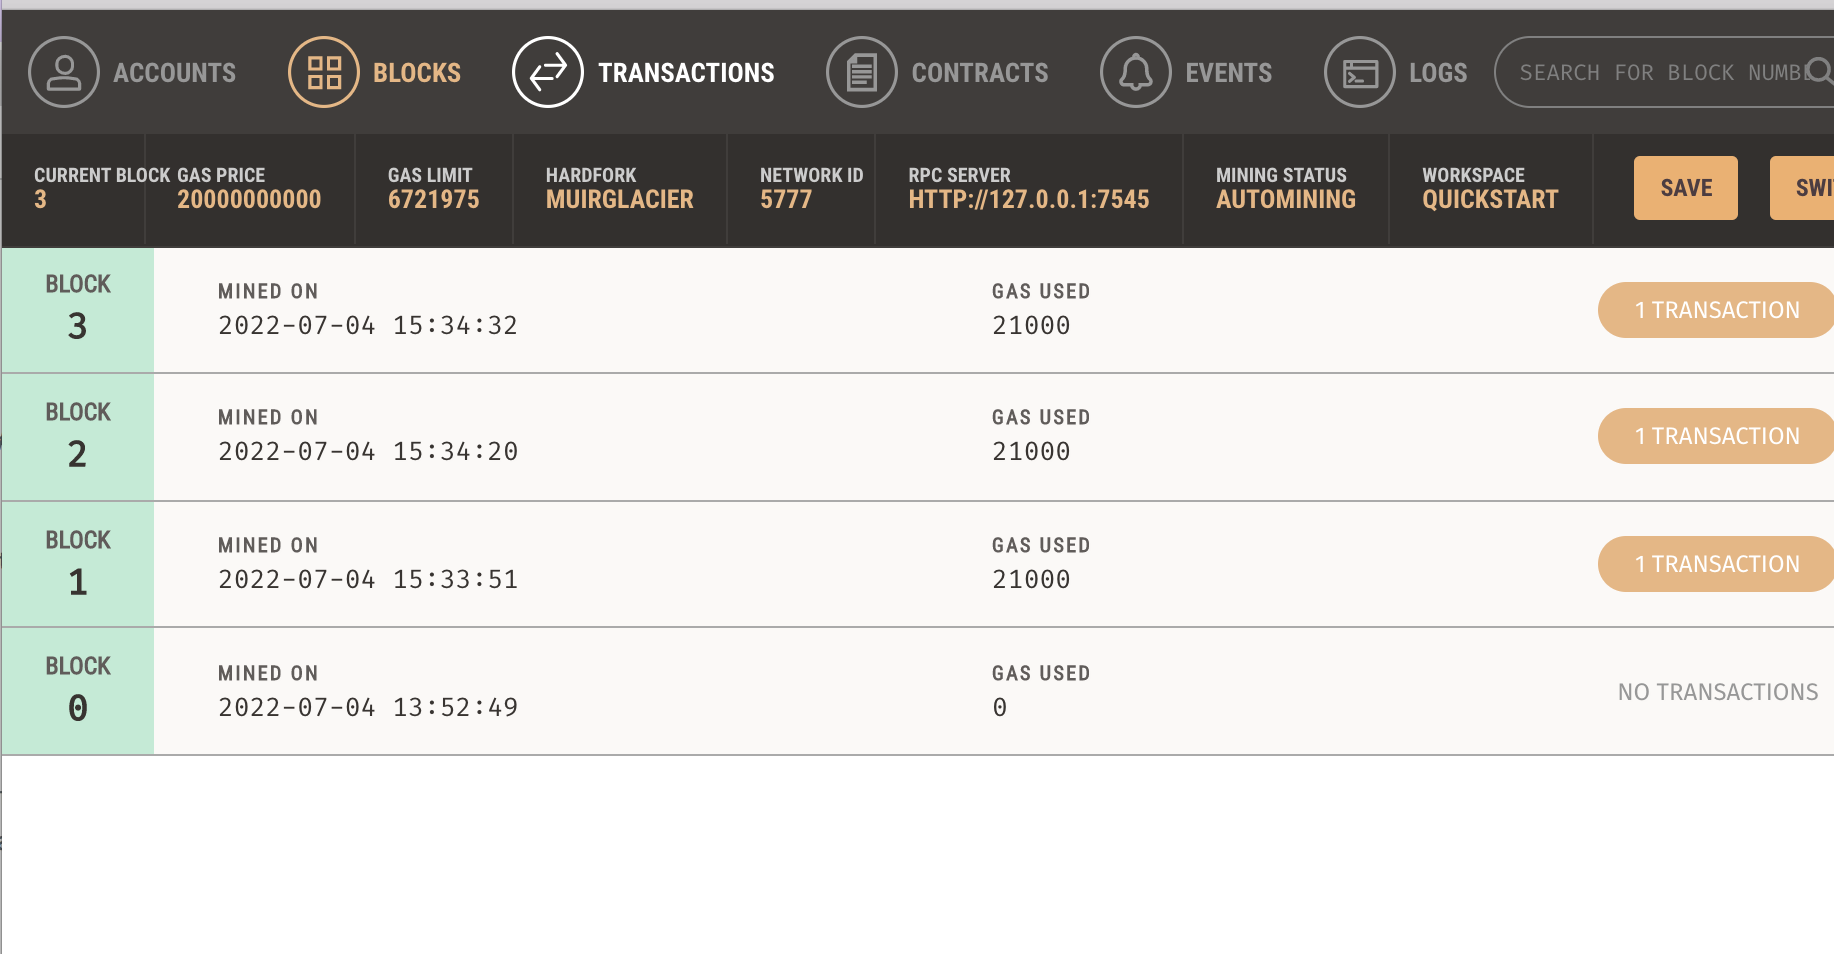 ACCOUNTS BLOCKS TRANSACTIONS CONTRACTS EVENTS LOGS SEARCH FOR BLOCK NUMBE
CURRENT BLOCK GAS PRICE GAS LIMIT HARDFORK NETWORK ID RPC SERVER MINING STATUS WORKSPACE
3 20000000000 6721975 MUIRGLACIER 5777 HTTP://127.0.0.1:7545 AUTOMINING QUICKSTART
SAVE SWI
BLOCK
3
MINED ON
2022-07-04 15:34:32
GAS USED
21000
1 TRANSACTION
BLOCK
2
MINED ON
2022-07-04 15:34:20
GAS USED
21000
1 TRANSACTION
BLOCK
1
MINED ON
2022-07-04 15:33:51
GAS USED
21000
1 TRANSACTION
BLOCK
0
MINED ON
2022-07-04 13:52:49
GAS USED
0
NO TRANSACTIONS